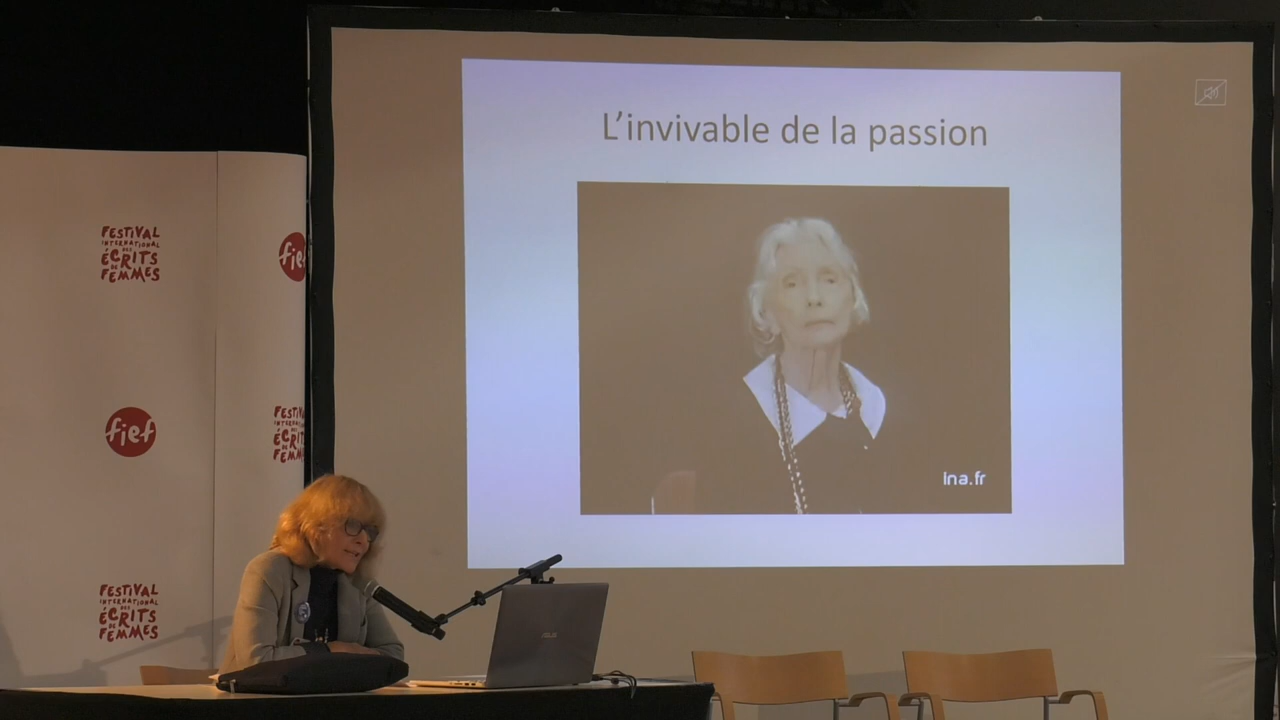 L'invivable de la passion
FESTIVAL
INTERNATIONAL
DES
ÉCRITS
DE
FEMMES
fief
Ina.fr
fief
FESTIVAL
INTERNATIONAL
DES
ÉCRITS
DE
FEMMES
FESTIVAL
INTERNATIONAL
DES
ÉCRITS
DE
FEMMES
ASUS